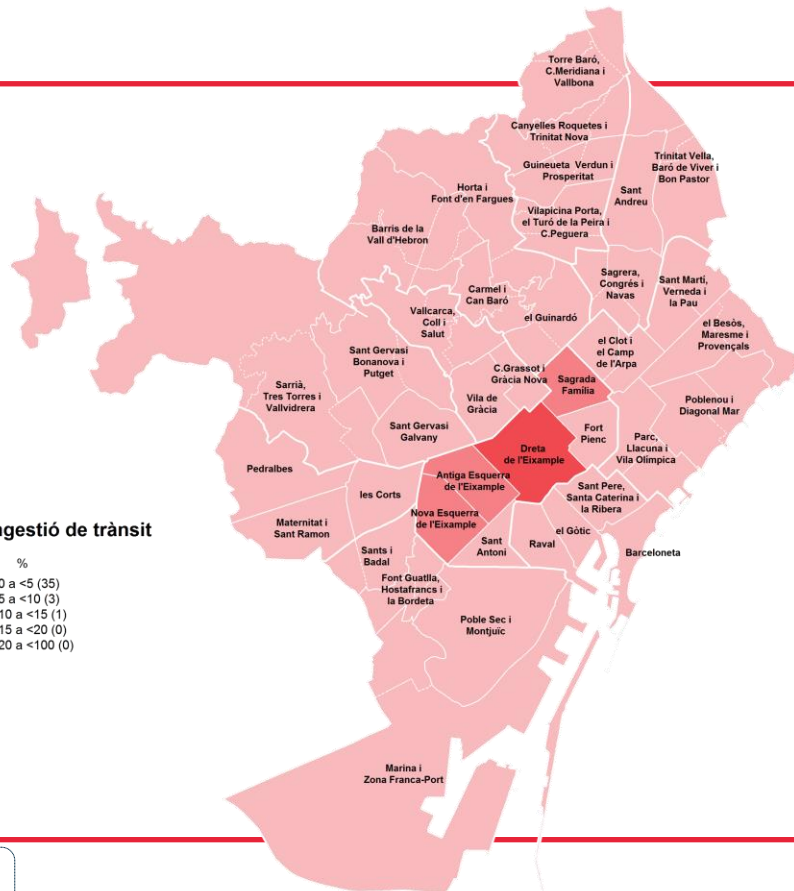 Torre Baró,
C.Meridiana i
Vallbona
Canyelles Roquetes i
Trinitat Nova
Guineueta Verdun i
Prosperitat
Trinitat Vella,
Baró de Viver i
Bon Pastor
Sant
Andreu
Horta i
Font d'en Fargues
Vilapicina Porta,
el Turó de la Peira i
C.Peguera
Barris de la
Vall d'Hebron
Sagrera,
Congrés i
Navas
Sant Martí,
Verneda i
la Pau
Carmel i
Can Baró
Vallcarca,
Coll i
Salut
el Guinardó
el Besòs,
Maresme i
Provençals
el Clot i
el Camp
de l'Arpa
Sant Gervasi
Bonanova i
Putget
C.Grassot i
Gràcia Nova
Sagrada
Família
Sarrià,
Tres Torres i
Vallvidrera
Vila de
Gràcia
Poblenou i
Diagonal Mar
Sant Gervasi
Galvany
Fort
Pienc
Parc,
Llacuna i
Vila Olímpica
Dreta
de l'Eixample
Pedralbes
Antiga Esquerra
de l'Eixample
Sant Pere,
Santa Caterina i
la Ribera
les Corts
Nova Esquerra
de l'Eixample
Maternitat i
Sant Ramon
el Gòtic
Sant
Antoni
Raval
Barceloneta
Sants i
Badal
Font Guatlla,
Hostafrancs i
la Bordeta
Poble Sec i
Montjuïc
Marina i
Zona Franca-Port
gestió de trànsit
%
0 a <5 (35)
5 a <10 (3)
10 a <15 (1)
15 a <20 (0)
20 a <100 (0)